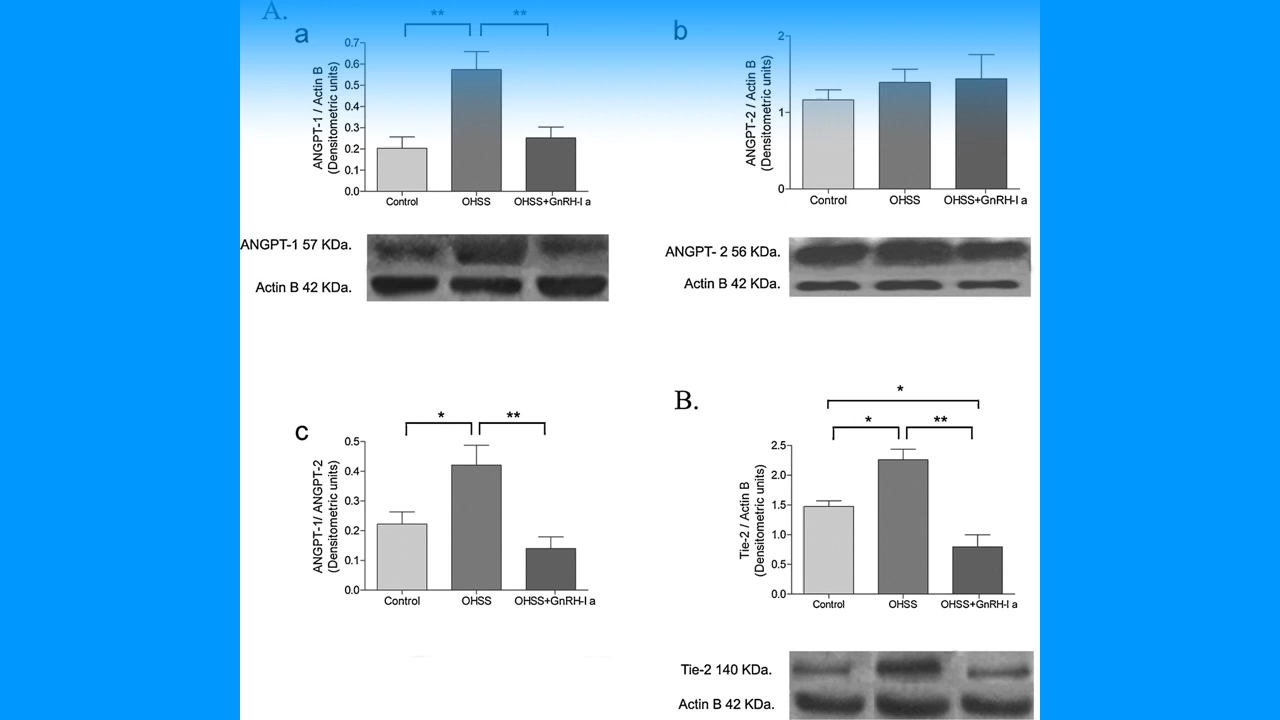 A.
a
** **
ANGPT-1 / Actin B
(Densitometric units)
0.7
0.6
0.5
0.4
0.3
0.2
0.1
0.0
Control OHSS OHSS+GnRH-I a
ANGPT-1 57 KDa.
Actin B 42 KDa.
b
ANGPT-2 / Actin B
(Densitometric units)
2
1
0
Control OHSS OHSS+GnRH-I a
ANGPT- 2 56 KDa.
Actin B 42 KDa.
c
* **
ANGPT-1/ ANGPT-2
(Densitometric units)
0.5
0.4
0.3
0.2
0.1
0.0
Control OHSS OHSS+GnRH-I a
B.
*
* **
Tie-2 / Actin B
(Densitometric units)
2.5
2.0
1.5
1.0
0.5
0.0
Control OHSS OHSS+GnRH-I a
Tie-2 140 KDa.
Actin B 42 KDa.